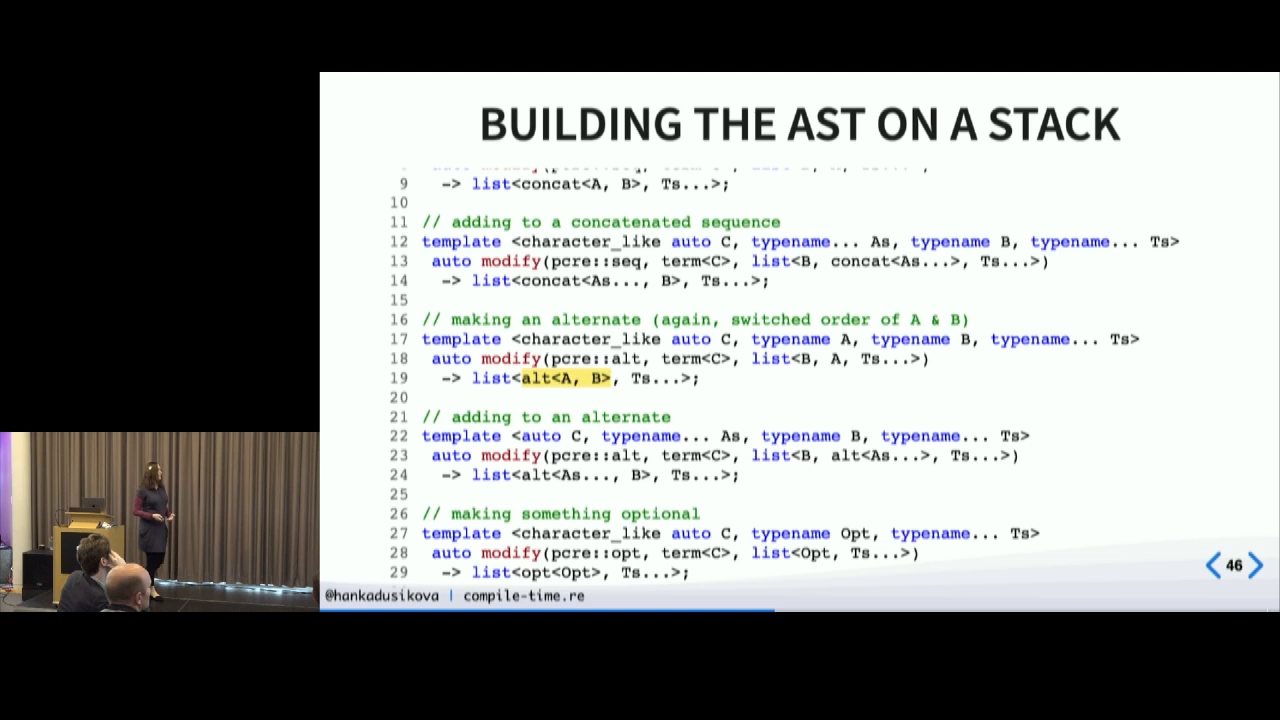 BUILDING THE AST ON A STACK
9 -> list<concat<A, B>, Ts...>;
10
11 // adding to a concatenated sequence
12 template <character_like auto C, typename... As, typename B, typename... Ts>
13 auto modify(pcre::seq, term<C>, list<B, concat<As...>, Ts...>)
14 -> list<concat<As..., B>, Ts...>;
15
16 // making an alternate (again, switched order of A & B)
17 template <character_like auto C, typename A, typename B, typename... Ts>
18 auto modify(pcre::alt, term<C>, list<B, A, Ts...>)
19 -> list<alt<A, B>, Ts...>;
20
21 // adding to an alternate
22 template <auto C, typename... As, typename B, typename... Ts>
23 auto modify(pcre::alt, term<C>, list<B, alt<As...>, Ts...>)
24 -> list<alt<As..., B>, Ts...>;
25
26 // making something optional
27 template <character_like auto C, typename Opt, typename... Ts>
28 auto modify(pcre::opt, term<C>, list<Opt, Ts...>)
29 -> list<opt<Opt>, Ts...>;
46
@hankadusikova | compile-time.re